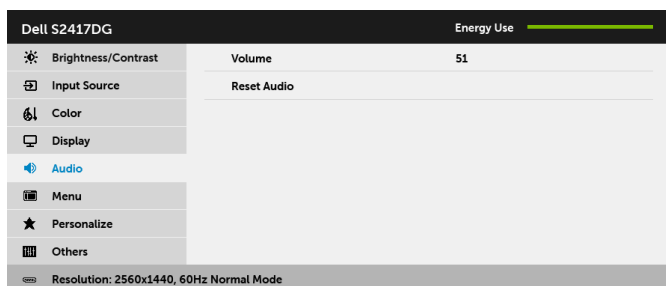 Dell S2417DG Energy Use
Brightness/Contrast Volume 51
Input Source Reset Audio
Color
Display
Audio
Menu
Personalize
Others
Resolution: 2560x1440, 60Hz Normal Mode